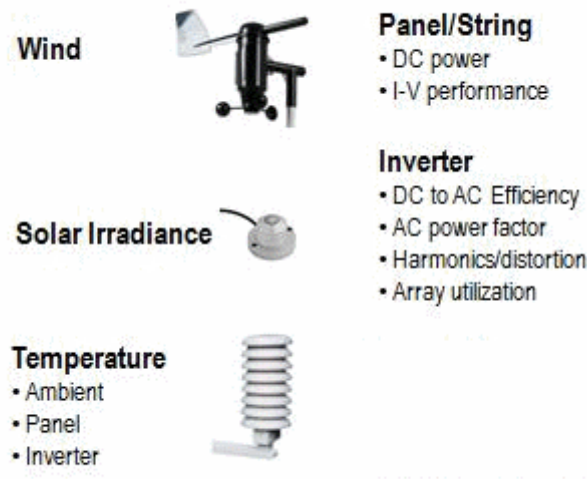 Wind
Solar Irradiance
Temperature
• Ambient
• Panel
• Inverter
Panel/String
• DC power
• I-V performance
Inverter
• DC to AC Efficiency
• AC power factor
• Harmonics/distortion
• Array utilization